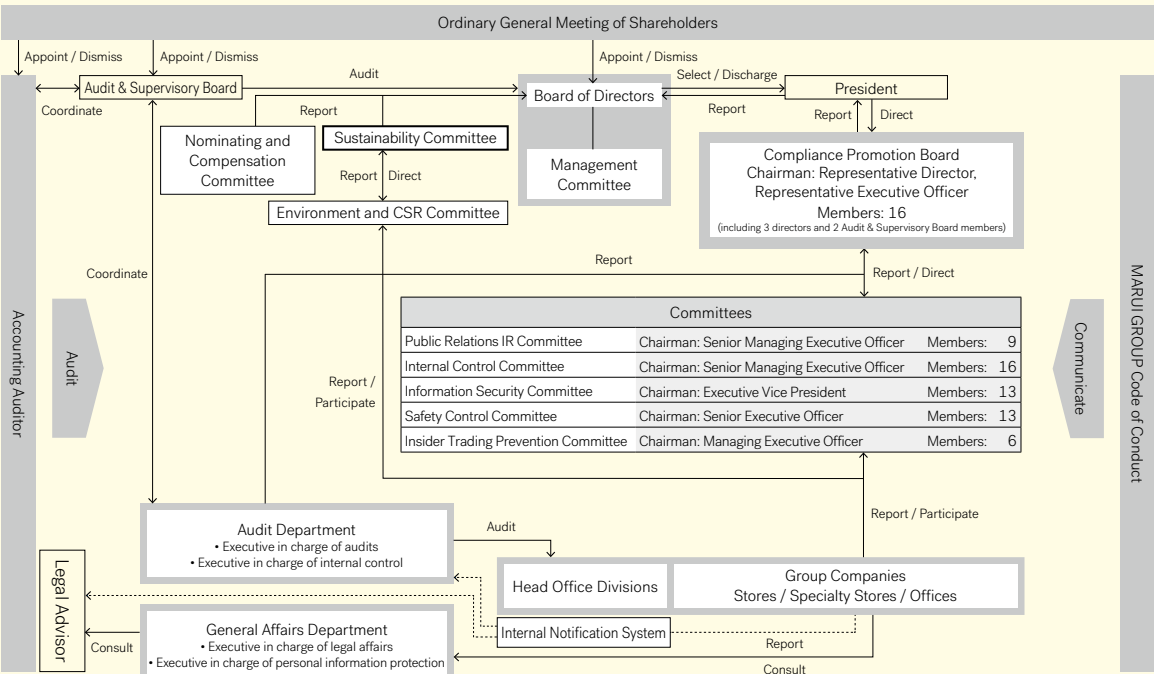 Ordinary General Meeting of Shareholders
Appoint / Dismiss
Appoint / Dismiss
Appoint / Dismiss
Audit & Supervisory Board
Audit
Board of Directors
Select / Discharge
Report
President
Coordinate
Report
Report
Direct
Nominating and
Compensation
Committee
Sustainability Committee
Management
Committee
Compliance Promotion Board
Chairman: Representative Director,
Representative Executive Officer
Members: 16
(including 3 directors and 2 Audit & Supervisory Board members)
Report
Direct
Environment and CSR Committee
Coordinate
Report
Report / Direct
Accounting Auditor
Audit
MARUI GROUP Code of Conduct
Communicate
Committees
Public Relations IR Committee Chairman: Senior Managing Executive Officer Members: 9
Internal Control Committee Chairman: Senior Managing Executive Officer Members: 16
Information Security Committee Chairman: Executive Vice President Members: 13
Safety Control Committee Chairman: Senior Executive Officer Members: 13
Insider Trading Prevention Committee Chairman: Managing Executive Officer Members: 6
Report /
Participate
Report / Participate
Audit Department
• Executive in charge of audits
• Executive in charge of internal control
Audit
Head Office Divisions
Group Companies
Stores / Specialty Stores / Offices
Legal Advisor
Consult
General Affairs Department
• Executive in charge of legal affairs
• Executive in charge of personal information protection
Internal Notification System
Report
Consult